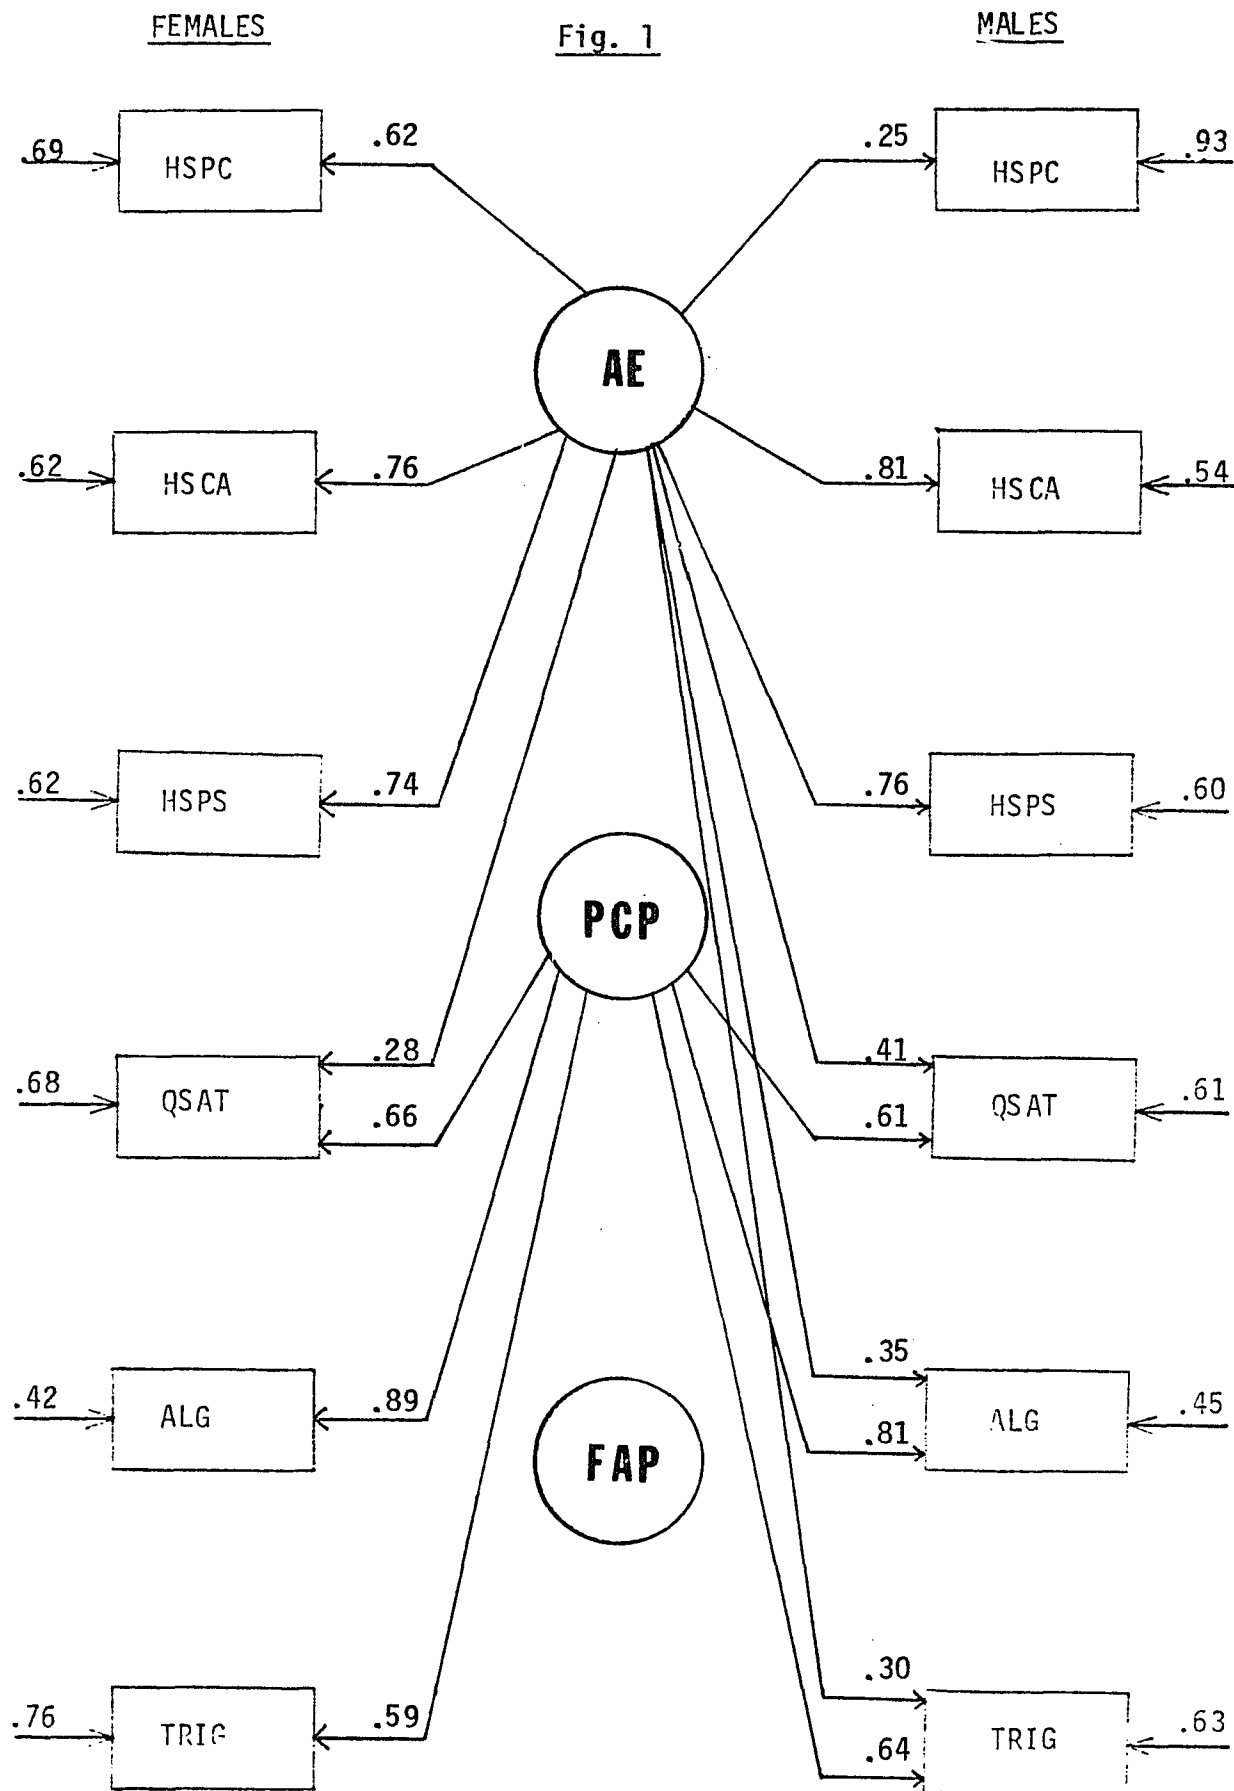 FEMALES Fig. 1 MALES
.69 HSPC .62 .25 HSPC .93
AE
.62 HSCA .76 .81 HSCA .54
.62 HSPS .74 .76 HSPS .60
PCP
.28 .41
.68 QSAT QSAT .61
.66 .61
.35
.42 ALG .89 ALG .45
.81
FAP
.30
.76 TRIG .59 TRIG .63
.64